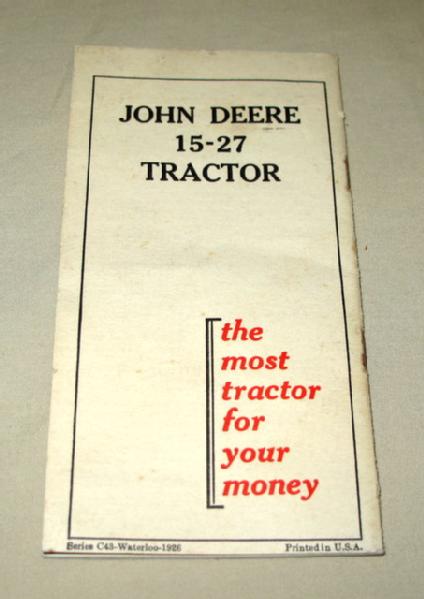 JOHN DEERE
15-27
TRACTOR
the
most
tractor
for
your
money
Series C43-Waterloo-1926 Printed in U.S.A.